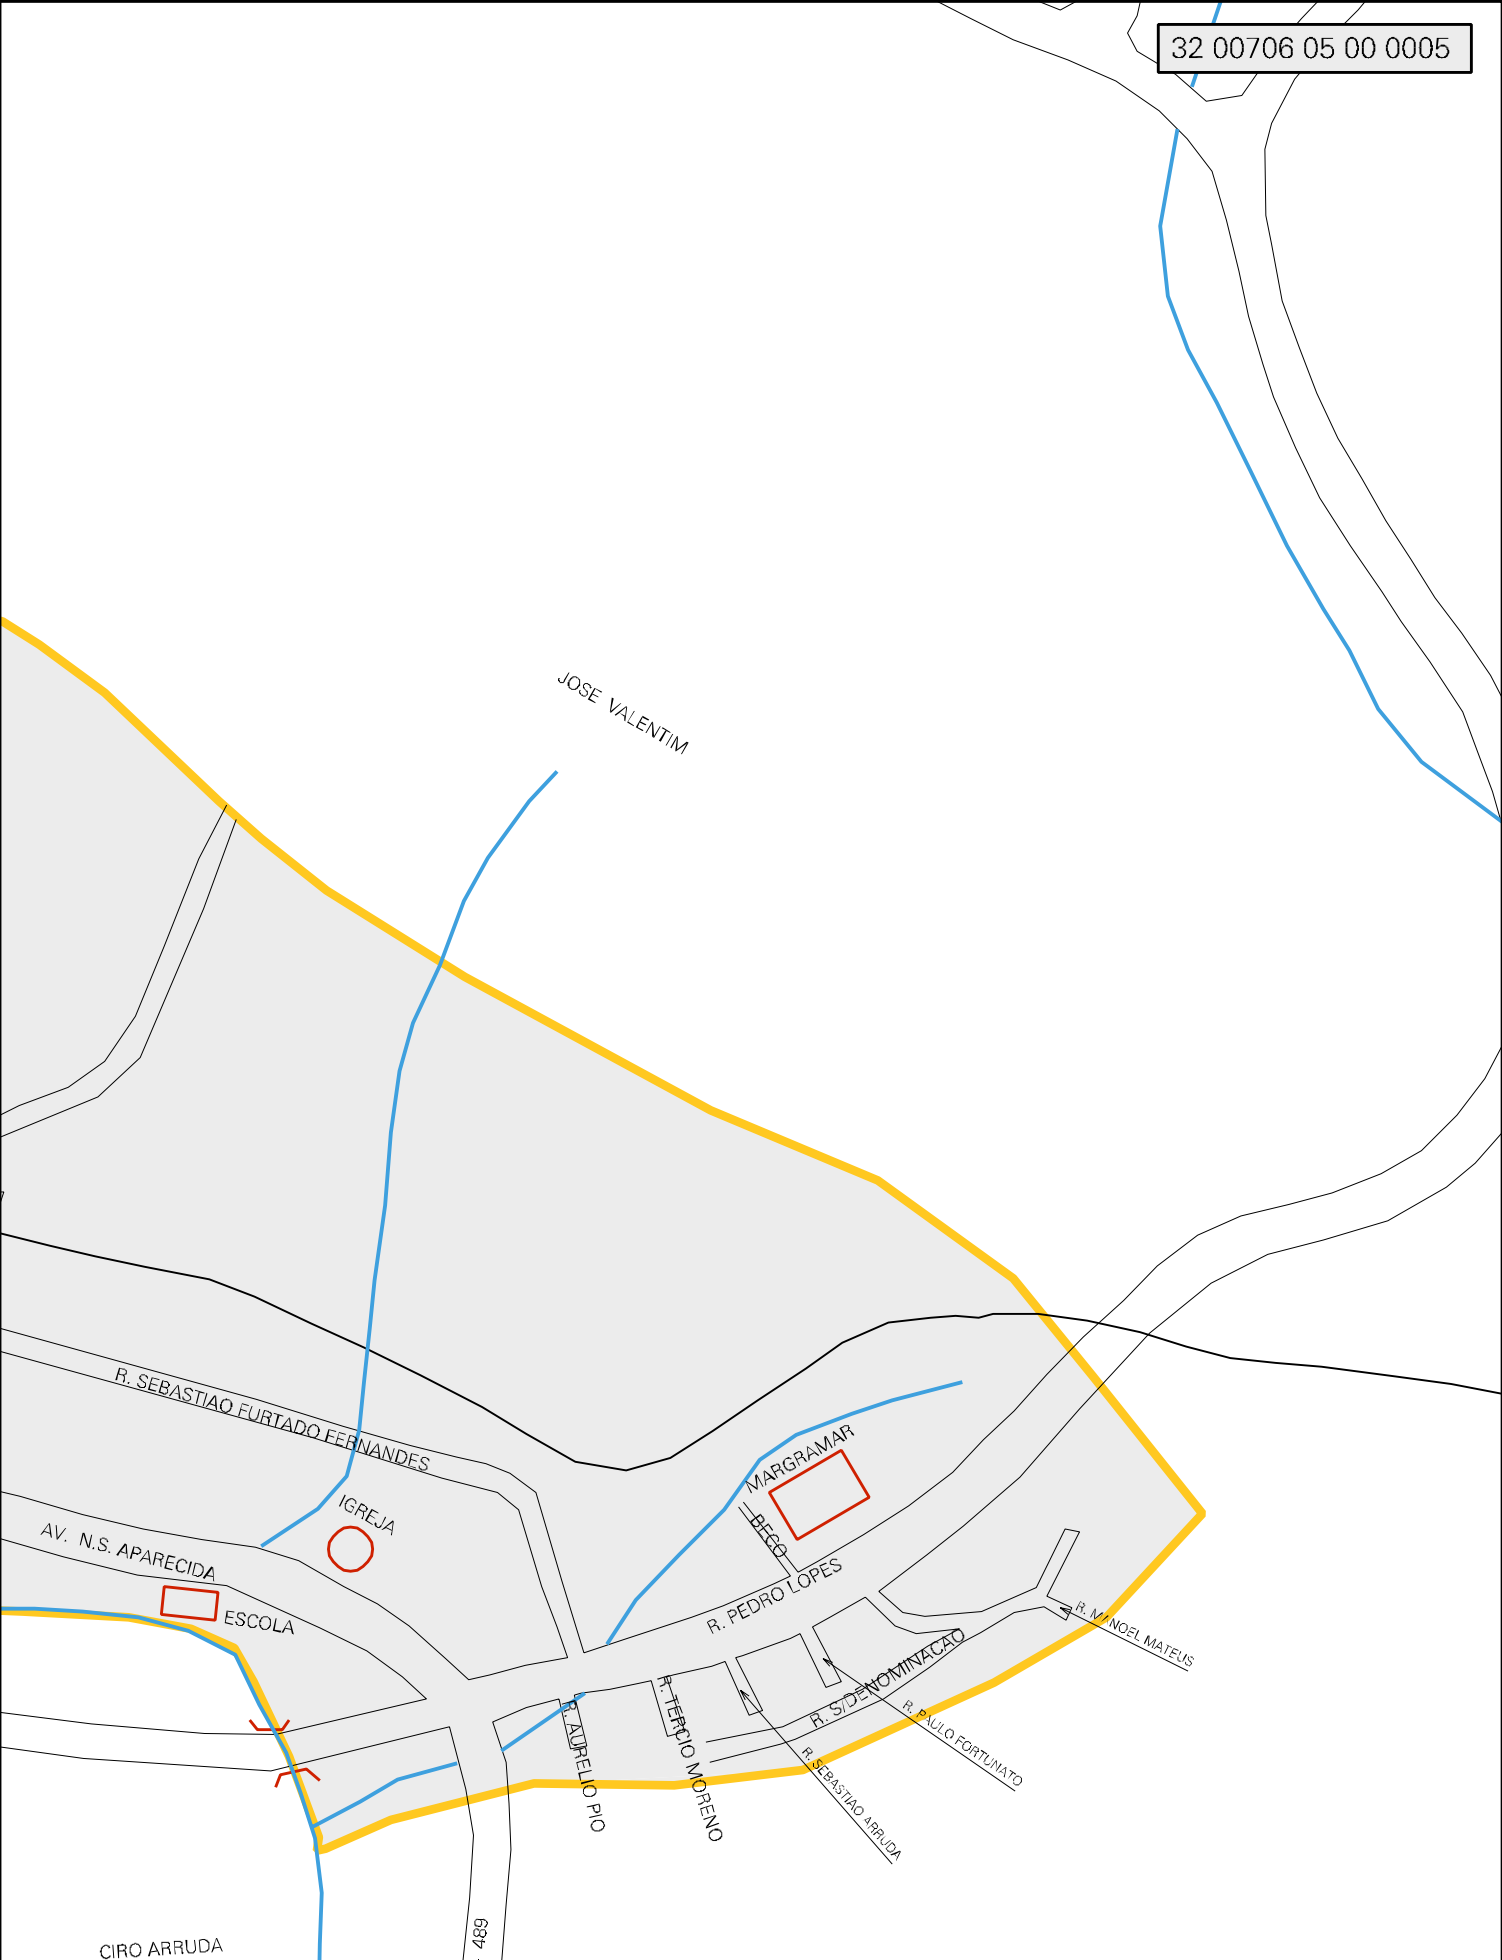 32 00706 05 00 0005
JOSE VALENTIM
R. SEBASTIAO FURTADO FERNANDES
MARGRAMAR
IGREJA
BECO
AV. N.S. APARECIDA
R. PEDRO LOPES
ESCOLA
R. MANOEL MATEUS
R. S/DENOMINACAO
R. TERCIO MORENO
R. AURELIO PIO
R. PAULO FORTUNATO
R. SEBASTIAO ARRUDA
- 489
CIRO ARRUDA